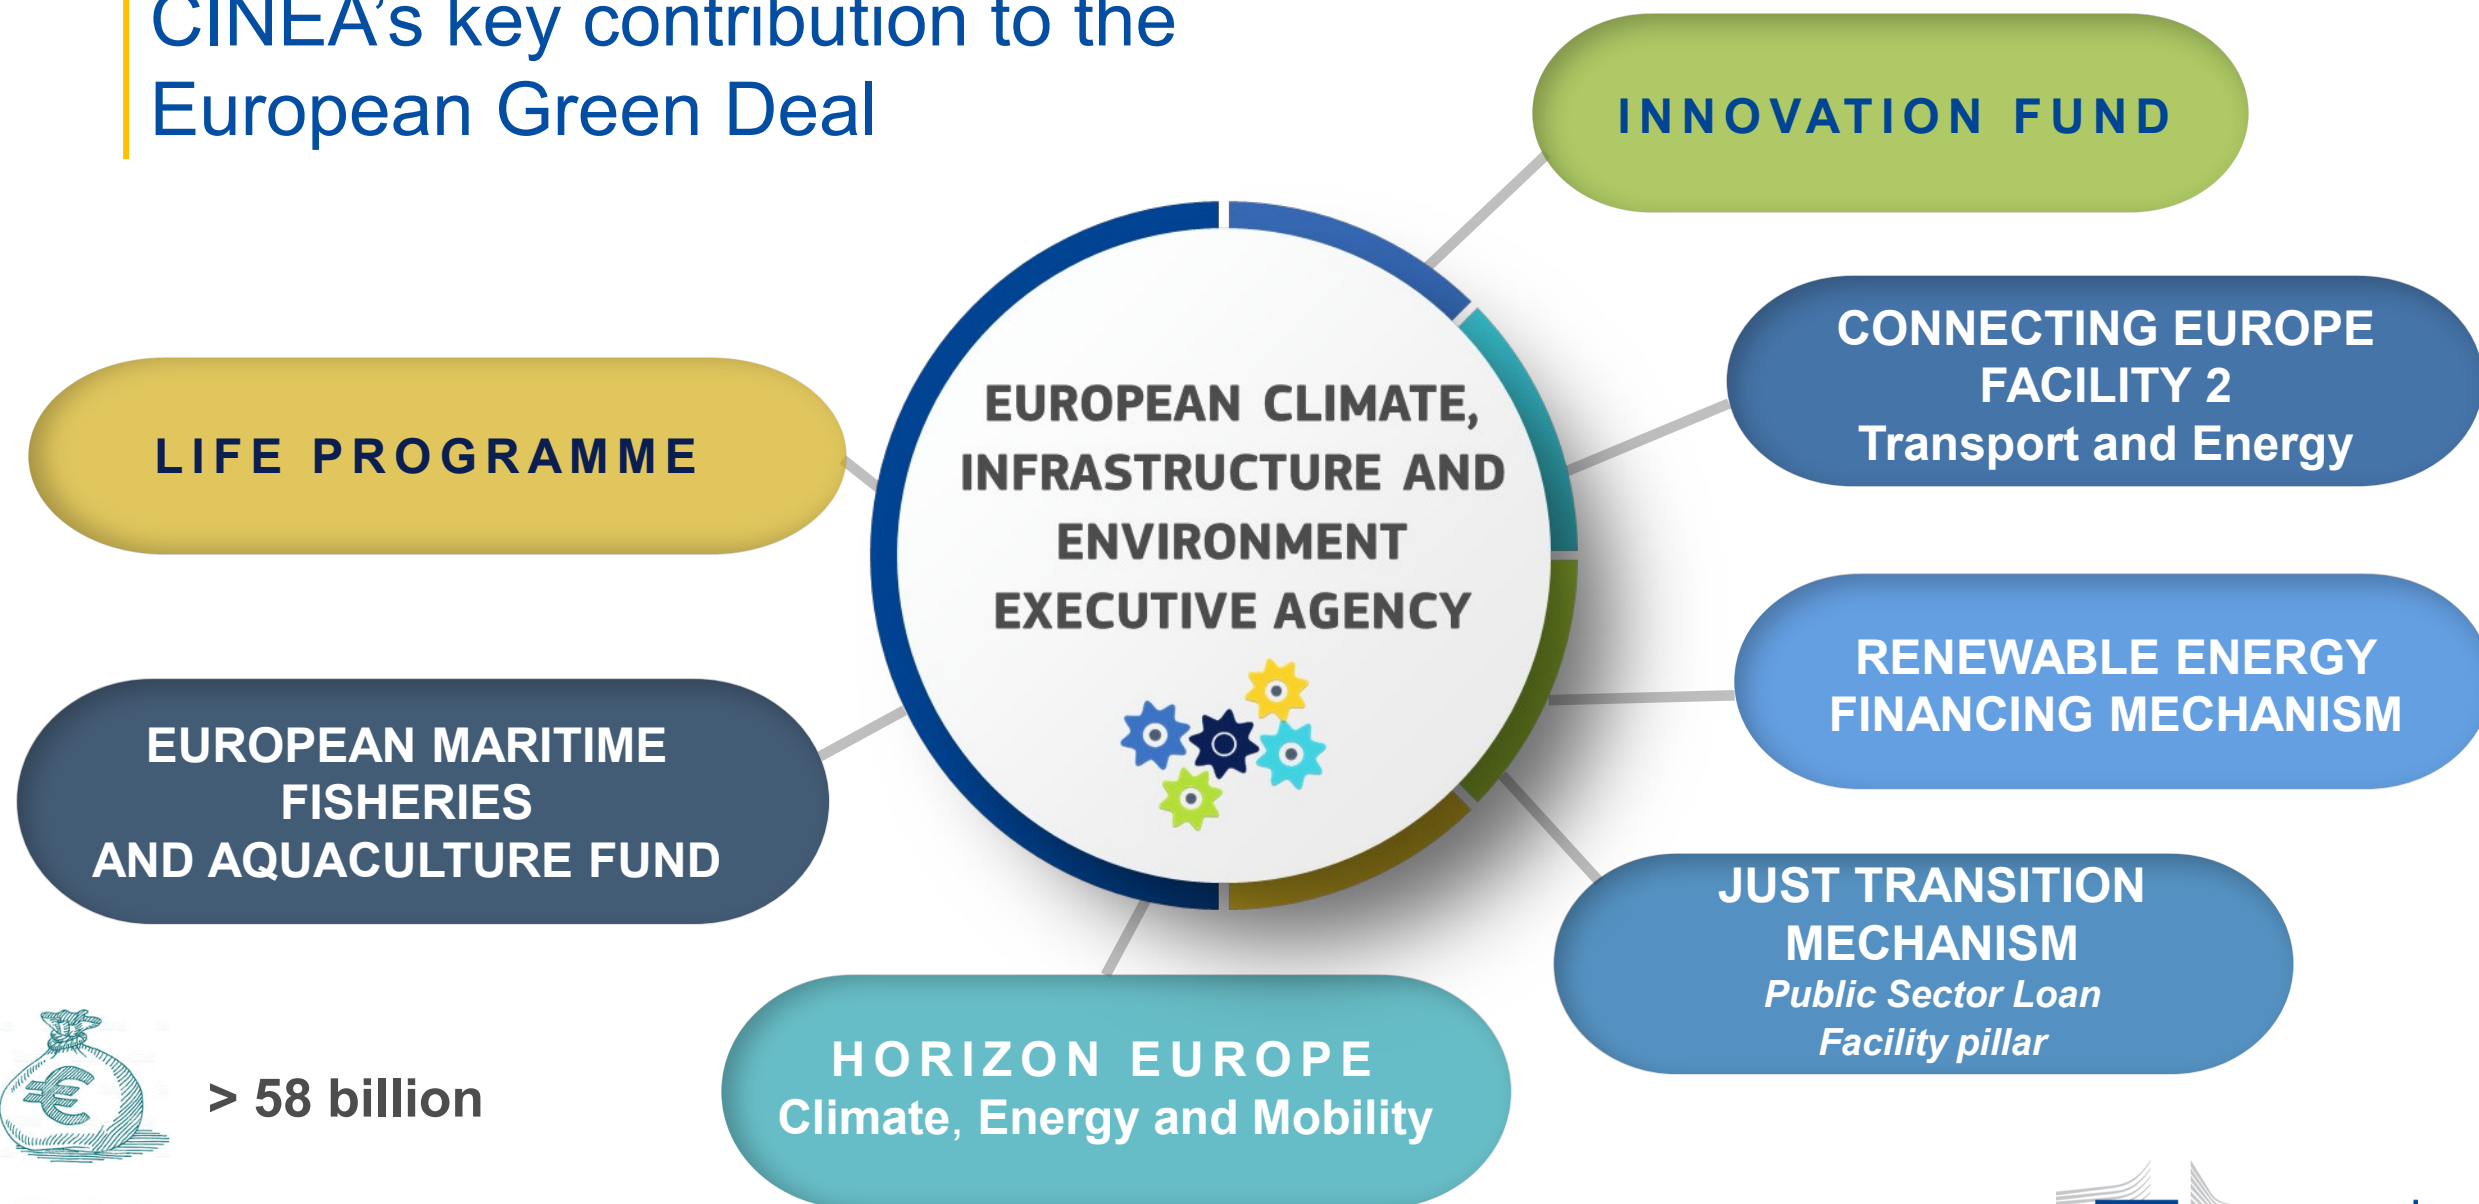 CINEA's key contribution to the
European Green Deal
INNOVATION FUND
CONNECTING EUROPE
FACILITY 2
Transport and Energy
RENEWABLE ENERGY
FINANCING MECHANISM
JUST TRANSITION
MECHANISM
Public Sector Loan
Facility pillar
HORIZON EUROPE
Climate, Energy and Mobility
EUROPEAN MARITIME
FISHERIES
AND AQUACULTURE FUND
LIFE PROGRAMME
EUROPEAN CLIMATE,
INFRASTRUCTURE AND
ENVIRONMENT
EXECUTIVE AGENCY
€
> 58 billion